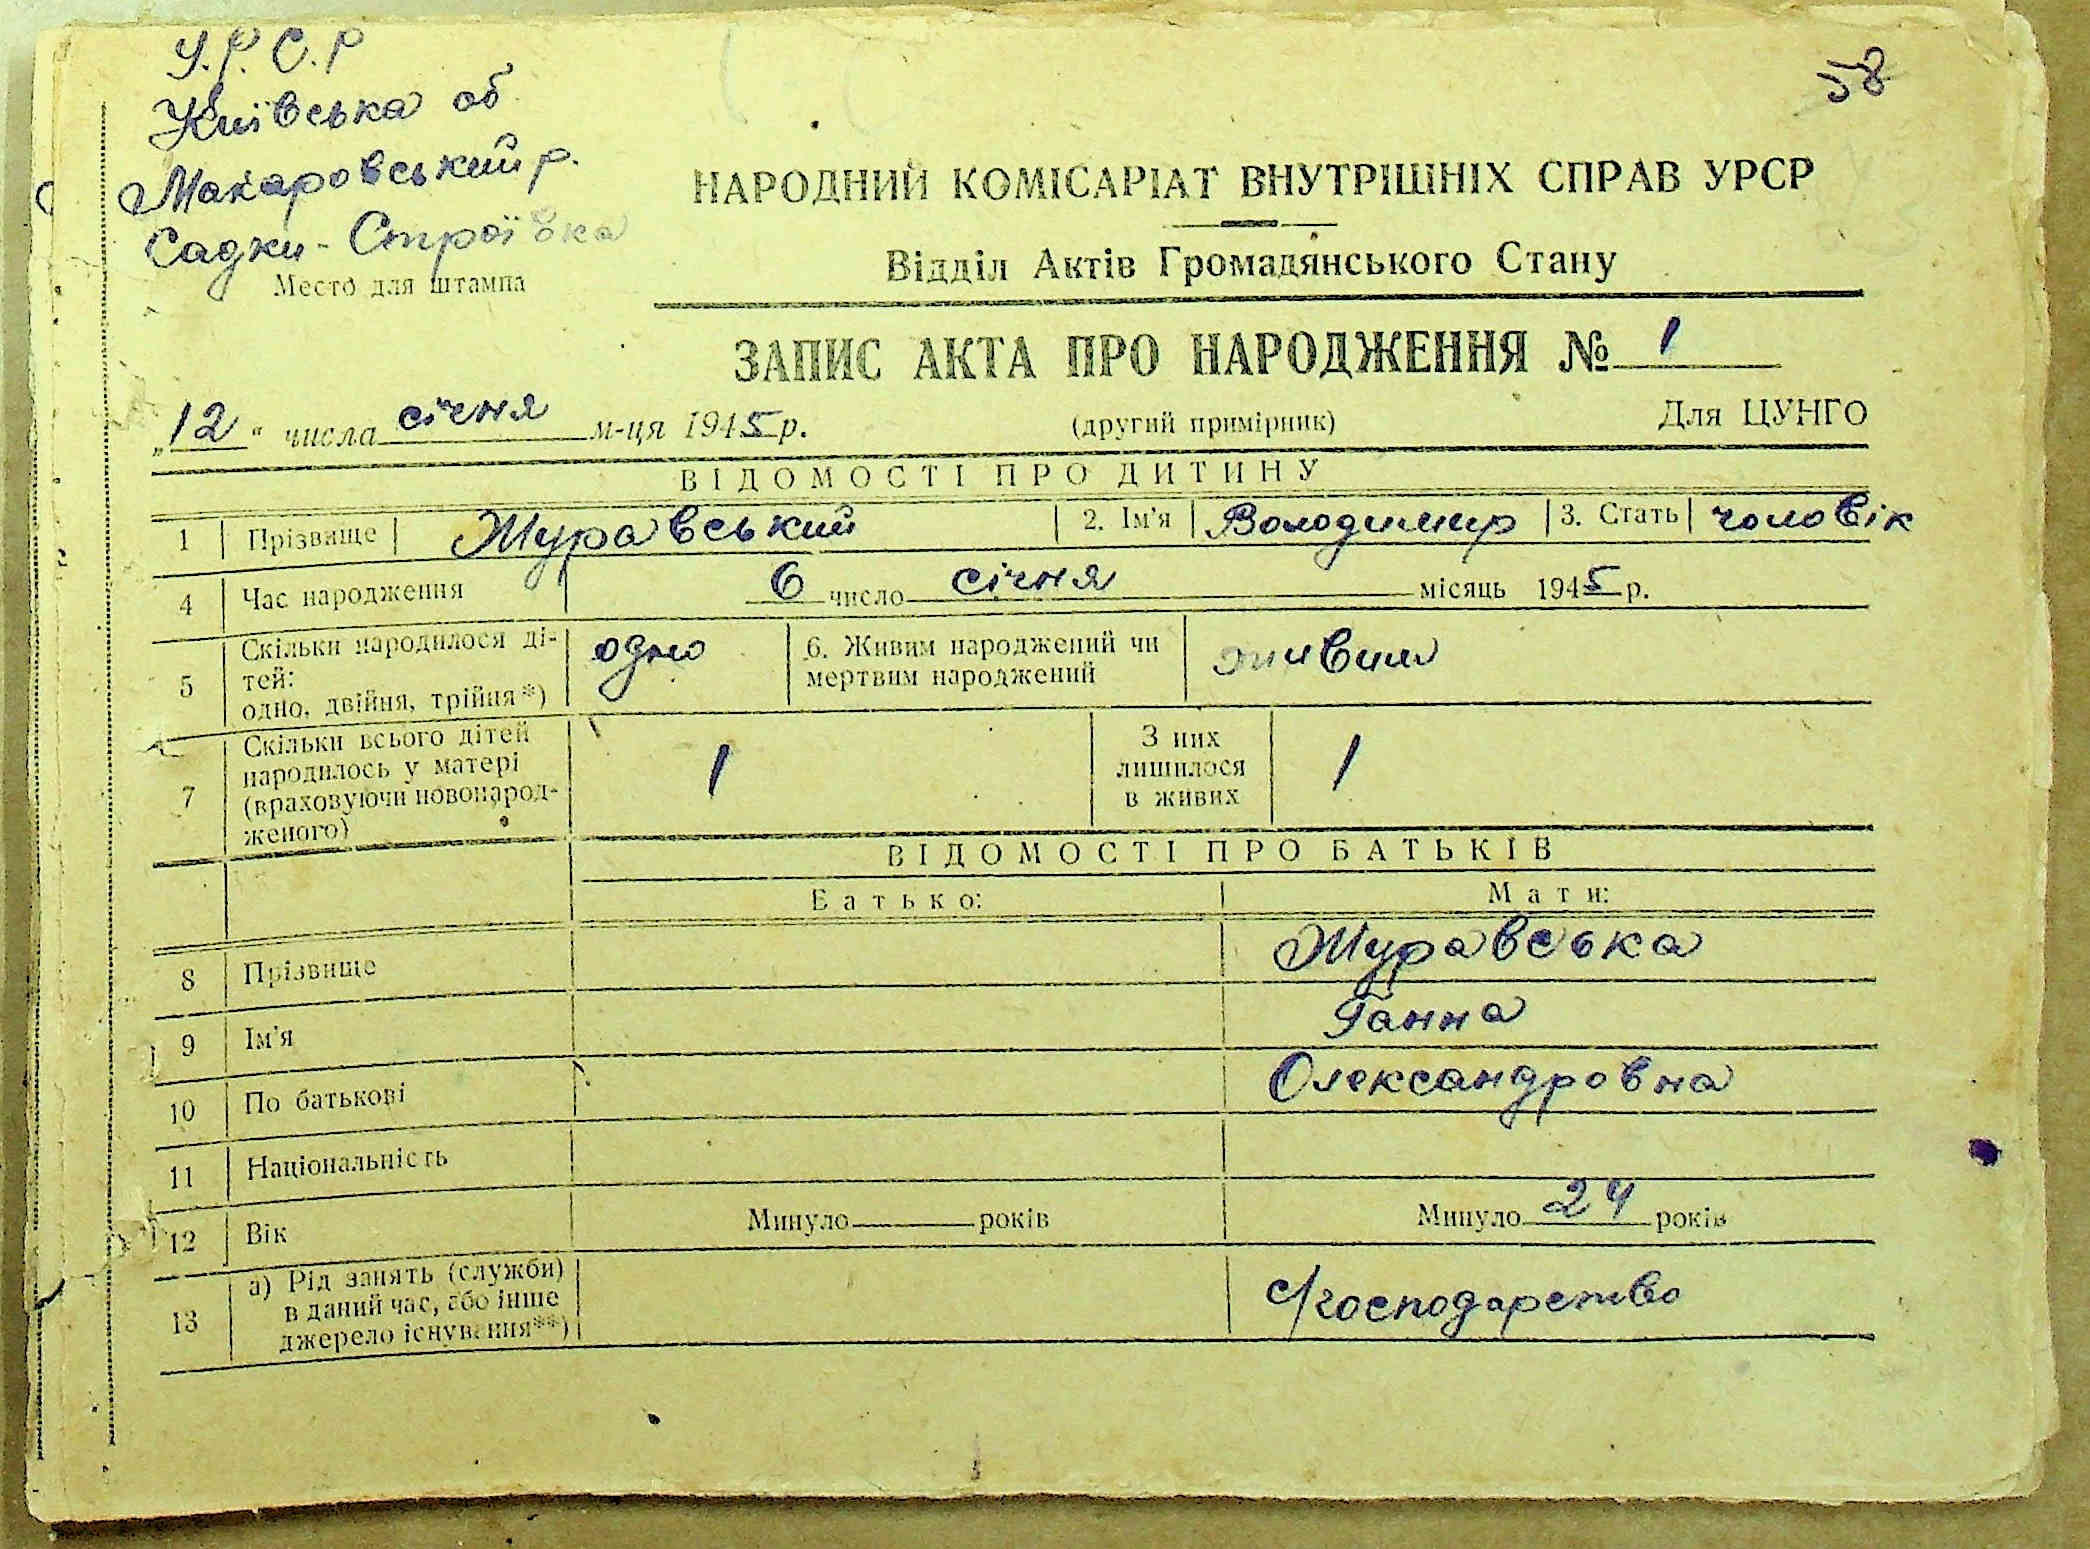 У.Р.С.Р
58
Київська об
Макаровський р.
Садки-Строївка
Место для штампа
НАРОДНИЙ КОМІСАРІАТ ВНУТРІШНІХ СПРАВ УРСР
Відділ Актів Громадянського Стану
ЗАПИС АКТА ПРО НАРОДЖЕННЯ № 1
„12“ числа січня м-ця 1945 р. (другий примірник) Для ЦУНГО
ВІДОМОСТІ ПРО ДИТИНУ
1 Прізвище Журавський 2. Ім'я Володимир 3. Стать чоловік
4 Час народження 6 число січня місяць 1945 р.
5 Скільки народилося ді-
тей:
одно, двійня, трійня*) одно 6. Живим народжений чи
мертвим народжений живим
7 Скільки всього дітей
народилось у матері
(враховуючи новонарод-
женого) 1 З них
лишилося
в живих 1
ВІДОМОСТІ ПРО БАТЬКІВ
Батько: Мати:
8 Прізвище Журавська
9 Ім'я Ганна
10 По батькові Олександровна
11 Національність
12 Вік Минуло років Минуло 24 років
13 а) Рід занять (служби)
в даний час, або інше
джерело існування**) с/господарство